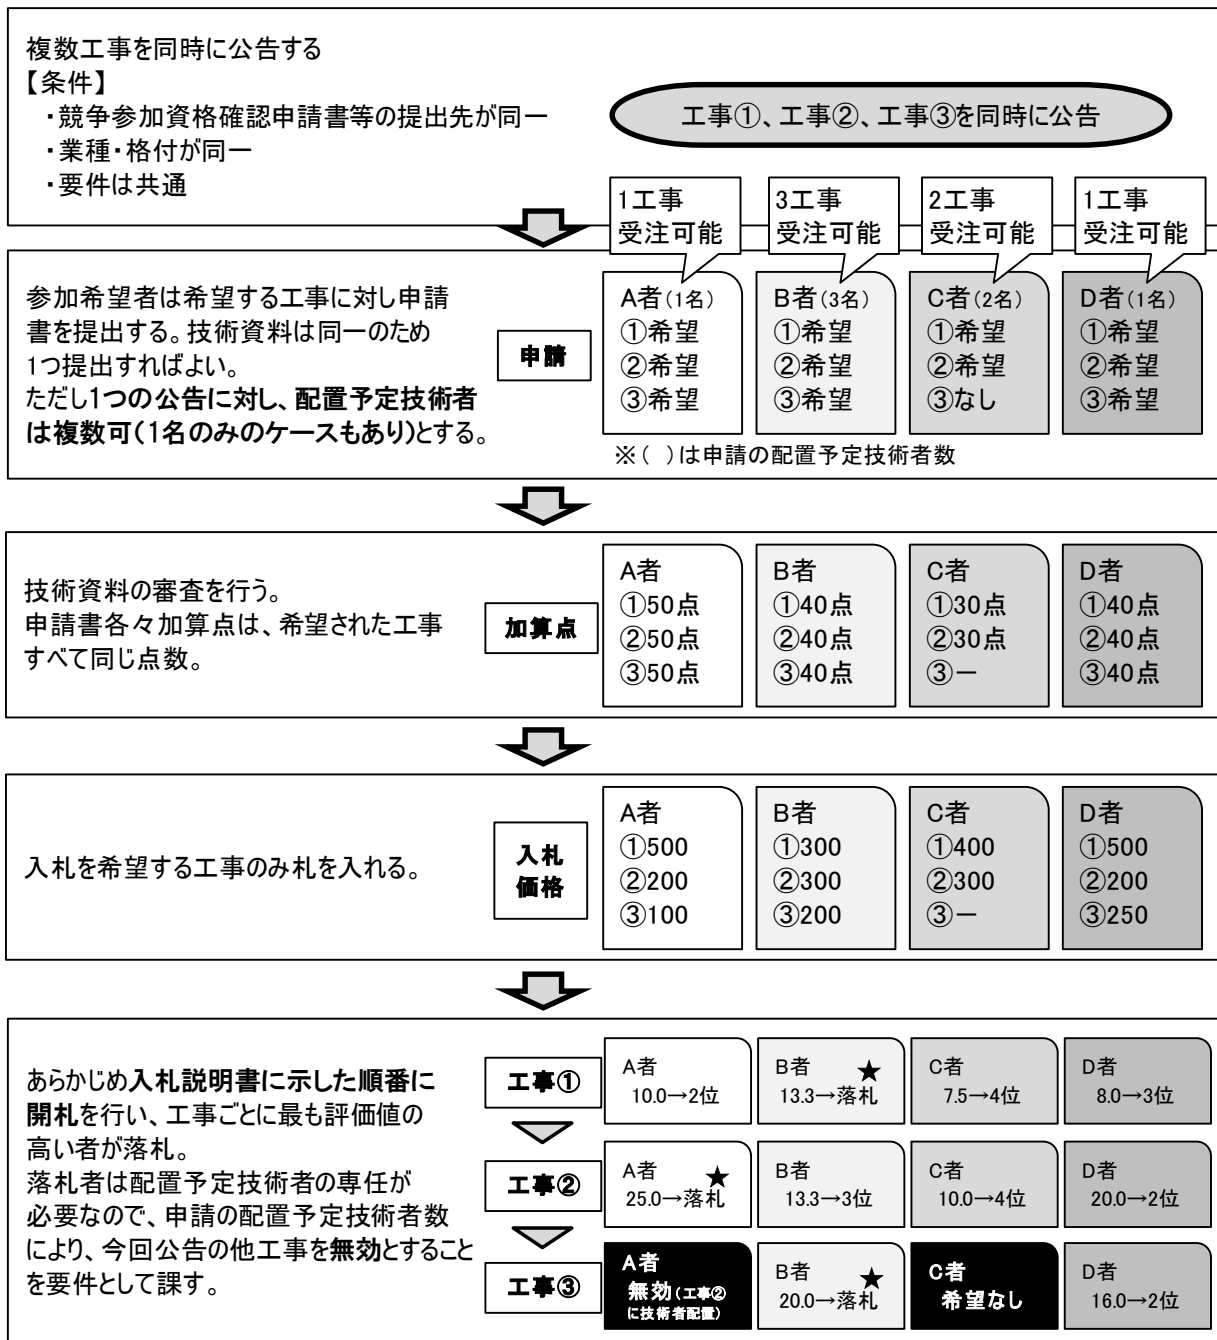 複数工事を同時に公告する
【条件】
・競争参加資格確認申請書等の提出先が同一
・業種・格付が同一
・要件は共通
工事①、工事②、工事③を同時に公告
1工事
受注可能
3工事
受注可能
2工事
受注可能
1工事
受注可能
参加希望者は希望する工事に対し申請
書を提出する。技術資料は同一のため
1つ提出すればよい。
ただし1つの公告に対し、配置予定技術者
は複数可(1名のみのケースもあり)とする。
申請
A者(1名)
①希望
②希望
③希望
B者(3名)
①希望
②希望
③希望
C者(2名)
①希望
②希望
③なし
D者(1名)
①希望
②希望
③希望
※( )は申請の配置予定技術者数
技術資料の審査を行う。
申請書各々加算点は、希望された工事
すべて同じ点数。
加算点
A者
①50点
②50点
③50点
B者
①40点
②40点
③40点
C者
①30点
②30点
③－
D者
①40点
②40点
③40点
入札を希望する工事のみ札を入れる。
入札
価格
A者
①500
②200
③100
B者
①300
②300
③200
C者
①400
②300
③－
D者
①500
②200
③250
あらかじめ入札説明書に示した順番に
開札を行い、工事ごとに最も評価値の
高い者が落札。
落札者は配置予定技術者の専任が
必要なので、申請の配置予定技術者数
により、今回公告の他工事を無効とすること
を要件として課す。
工事①
A者
10.0→2位
B者 ★
13.3→落札
C者
7.5→4位
D者
8.0→3位
工事②
A者 ★
25.0→落札
B者
13.3→3位
C者
10.0→4位
D者
20.0→2位
工事③
A者
無効(工事②
に技術者配置)
B者 ★
20.0→落札
C者
希望なし
D者
16.0→2位